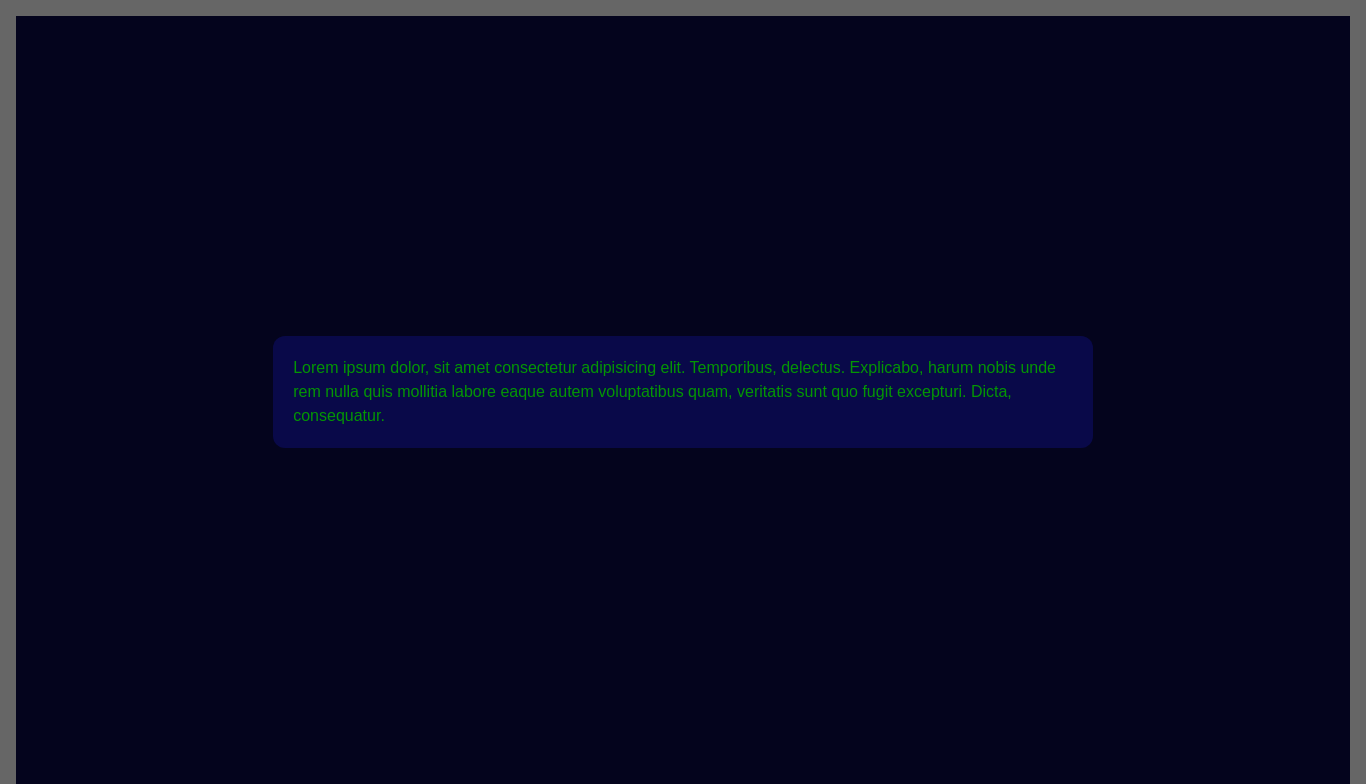 Lorem ipsum dolor, sit amet consectetur adipisicing elit. Temporibus, delectus. Explicabo, harum nobis unde
rem nulla quis mollitia labore eaque autem voluptatibus quam, veritatis sunt quo fugit excepturi. Dicta,
consequatur.